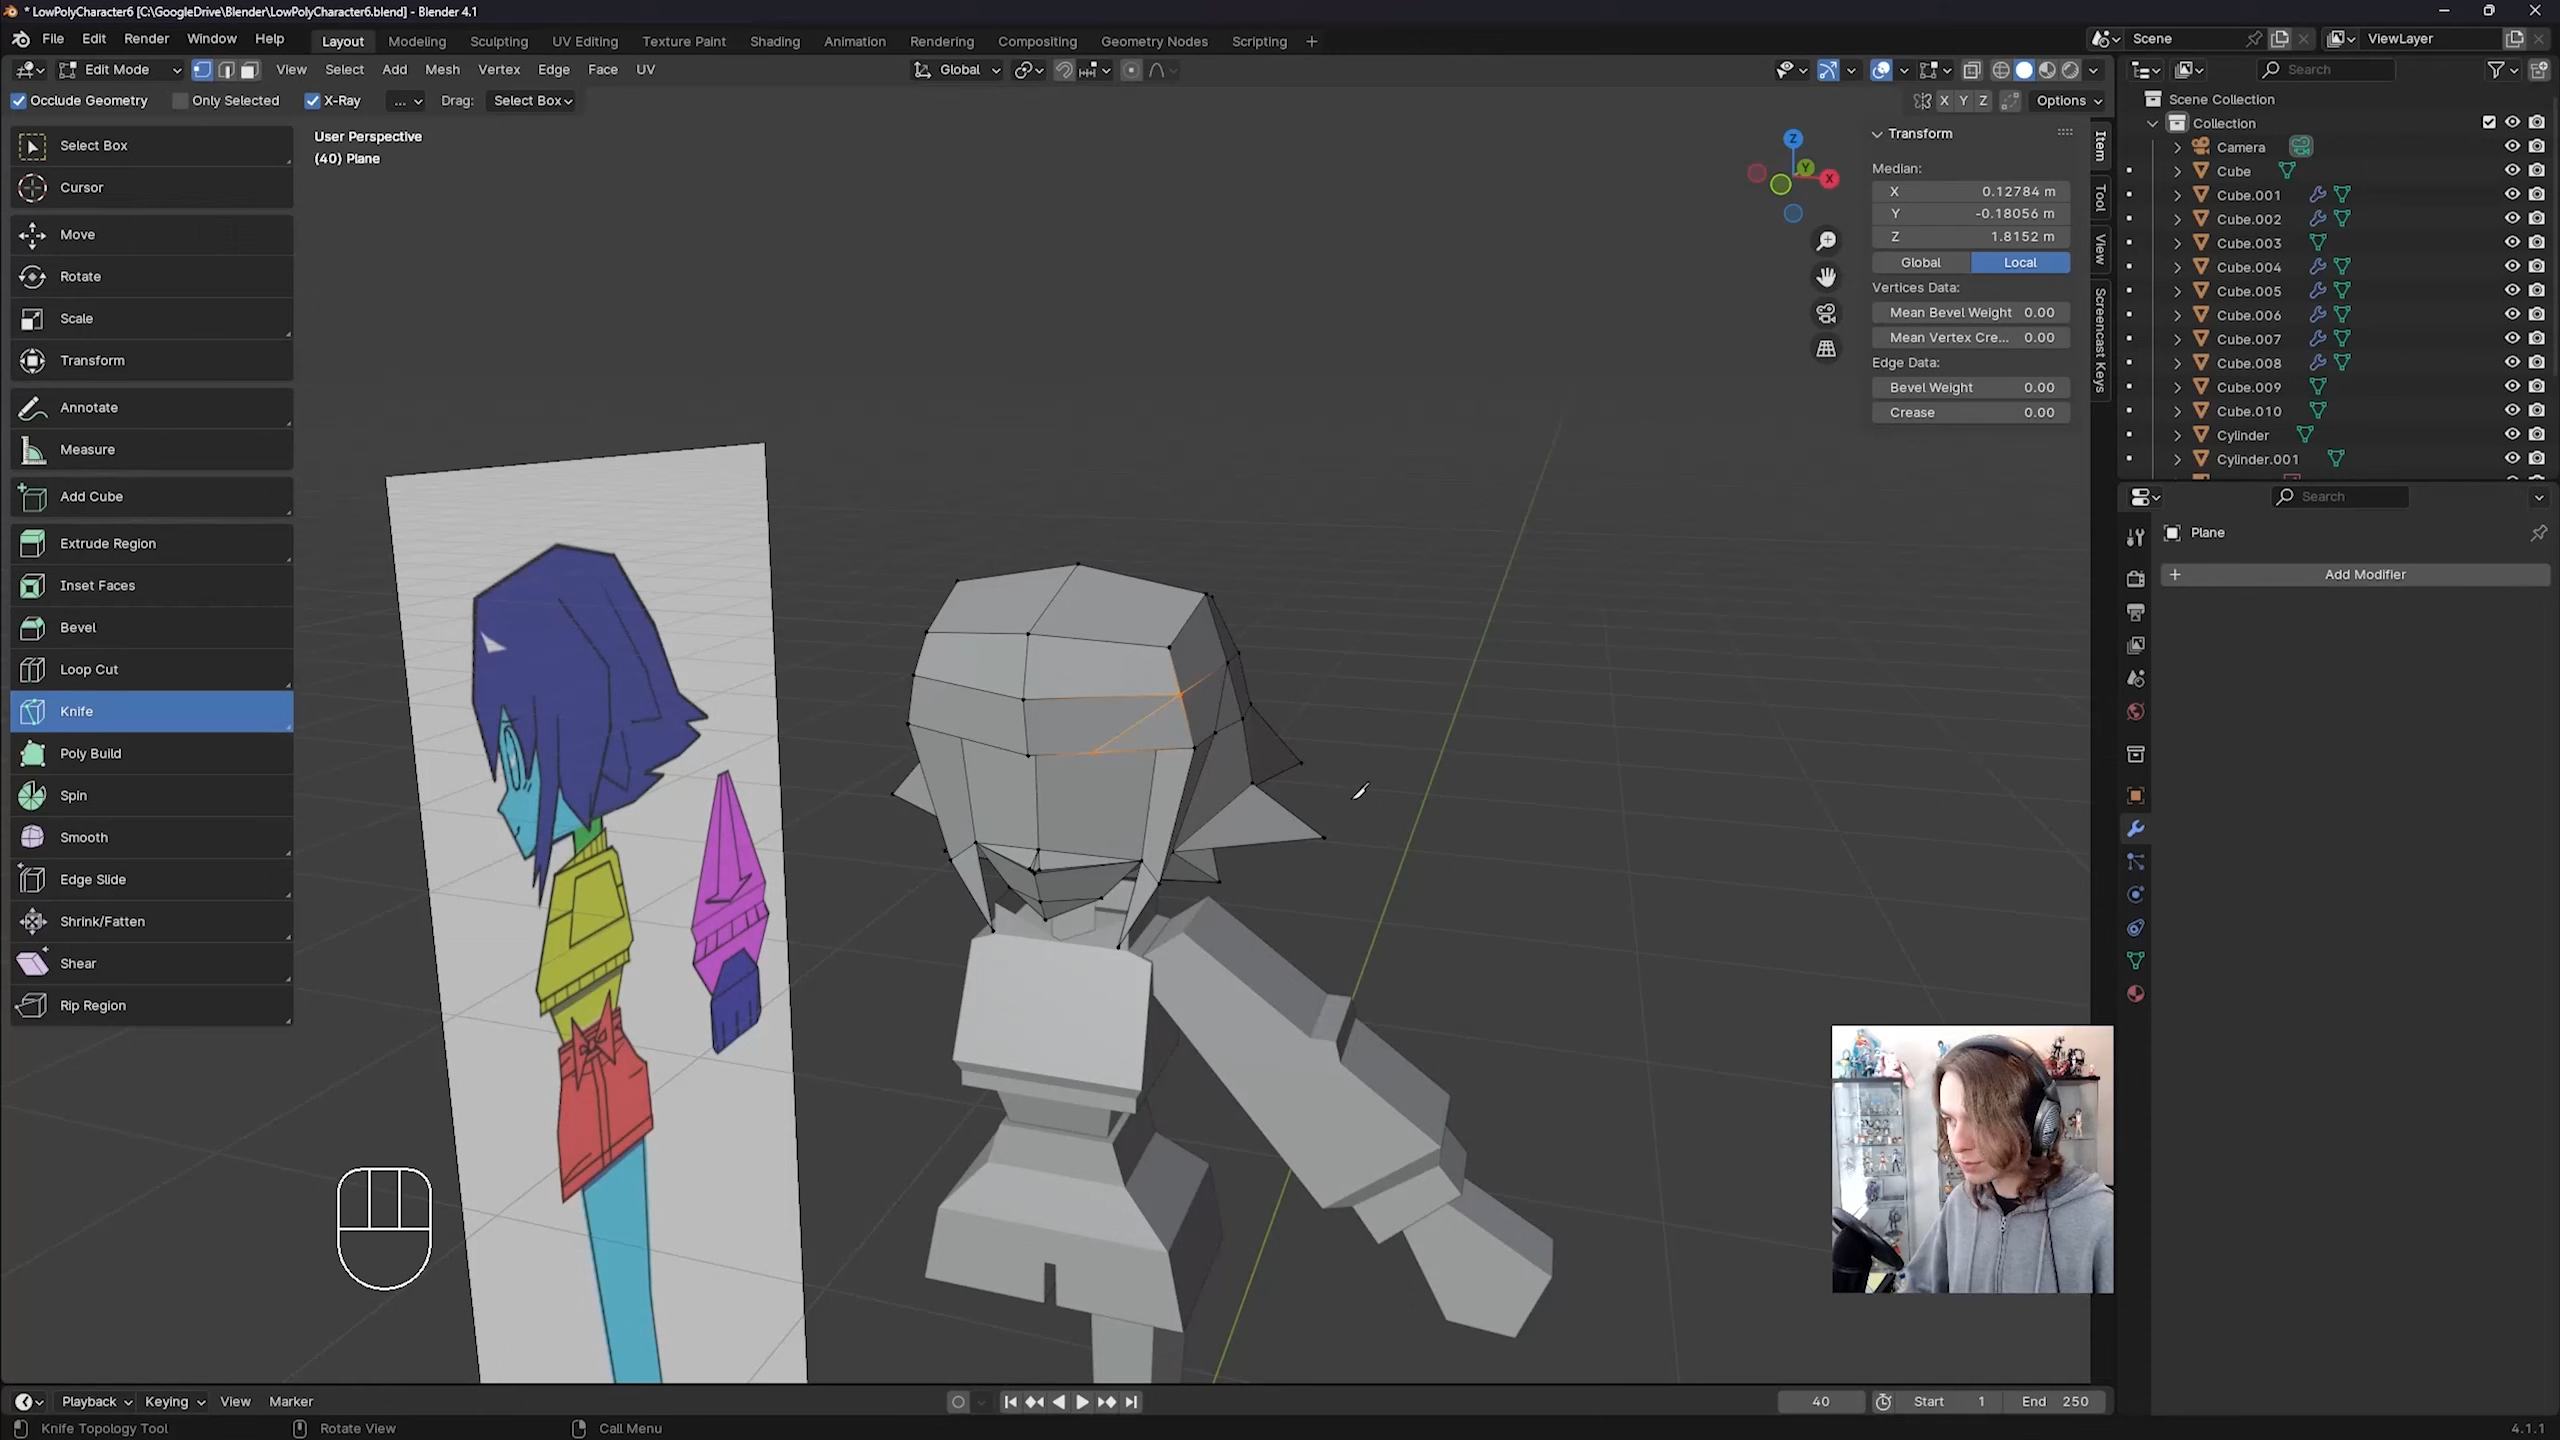 * LowPolyCharacter6 [C:\GoogleDrive\Blender\LowPolyCharacter6.blend] - Blender 4.1
File Edit Render Window Help
Layout Modeling Sculpting UV Editing Texture Paint Shading Animation Rendering Compositing Geometry Nodes Scripting +
Scene ViewLayer
Edit Mode View Select Add Mesh Vertex Edge Face UV
Global
Search
Occlude Geometry Only Selected X-Ray ... Drag: Select Box
X Y Z Options
Select Box
Cursor
Move
Rotate
Scale
Transform
Annotate
Measure
Add Cube
Extrude Region
Inset Faces
Bevel
Loop Cut
Knife
Poly Build
Spin
Smooth
Edge Slide
Shrink/Fatten
Shear
Rip Region
User Perspective
(40) Plane
Z
Y
X
Transform
Median:
X 0.12784 m
Y -0.18056 m
Z 1.8152 m
Global Local
Vertices Data:
Mean Bevel Weight 0.00
Mean Vertex Cre... 0.00
Edge Data:
Bevel Weight 0.00
Crease 0.00
Item
Tool
View
Screencast Keys
Scene Collection
Collection
Camera
Cube
Cube.001
Cube.002
Cube.003
Cube.004
Cube.005
Cube.006
Cube.007
Cube.008
Cube.009
Cube.010
Cylinder
Cylinder.001
Search
Plane
+ Add Modifier
Playback Keying View Marker
40 Start 1 End 250
Knife Topology Tool Rotate View Call Menu
4.1.1